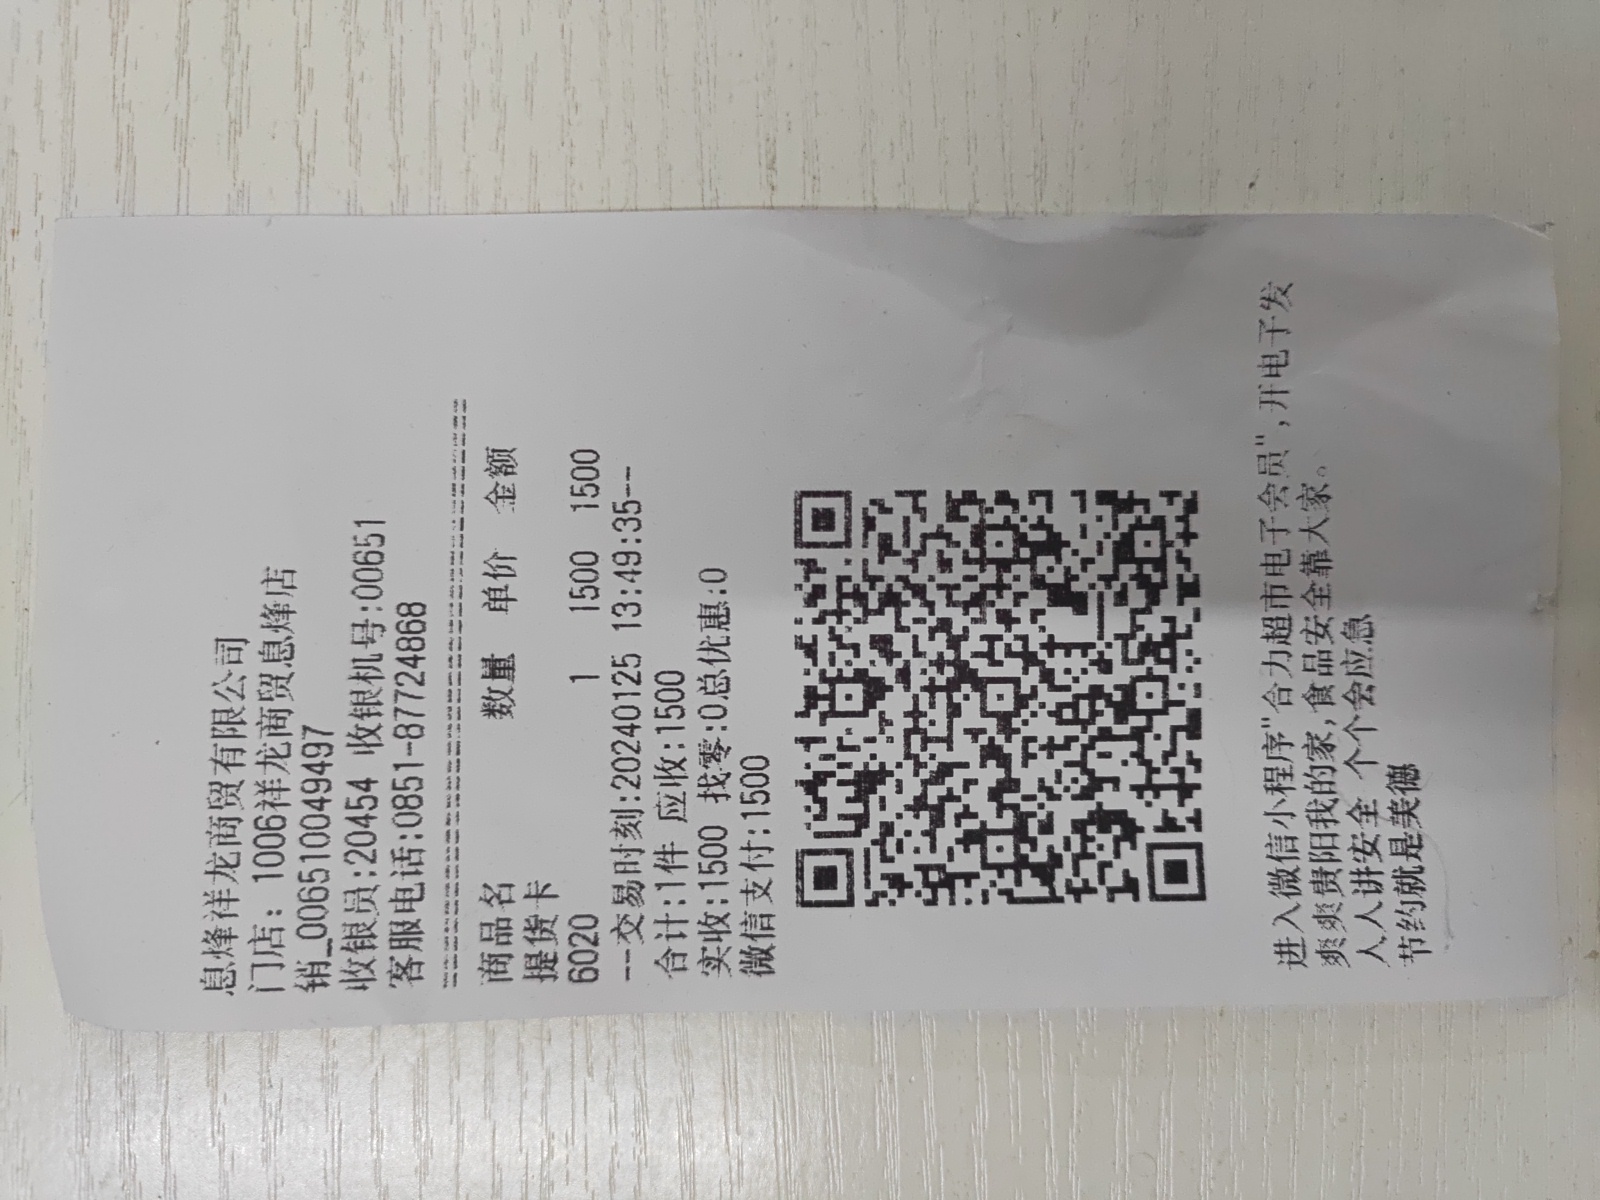 息烽祥龙商贸有限公司
门店: 1006祥龙商贸息烽店
销_006510049497
收银员:20454 收银机号:00651
客服电话:0851-87724868
商品名 数量 单价 金额
提货卡
6020 1 1500 1500
--交易时刻:20240125 13:49:35--
合计:1件 应收:1500
实收:1500 找零:0总优惠:0
微信支付:1500
进入微信小程序"合力超市电子会员",开电子发
爽爽贵阳我的家,食品安全靠大家。
人人讲安全 个个会应急
节约就是美德